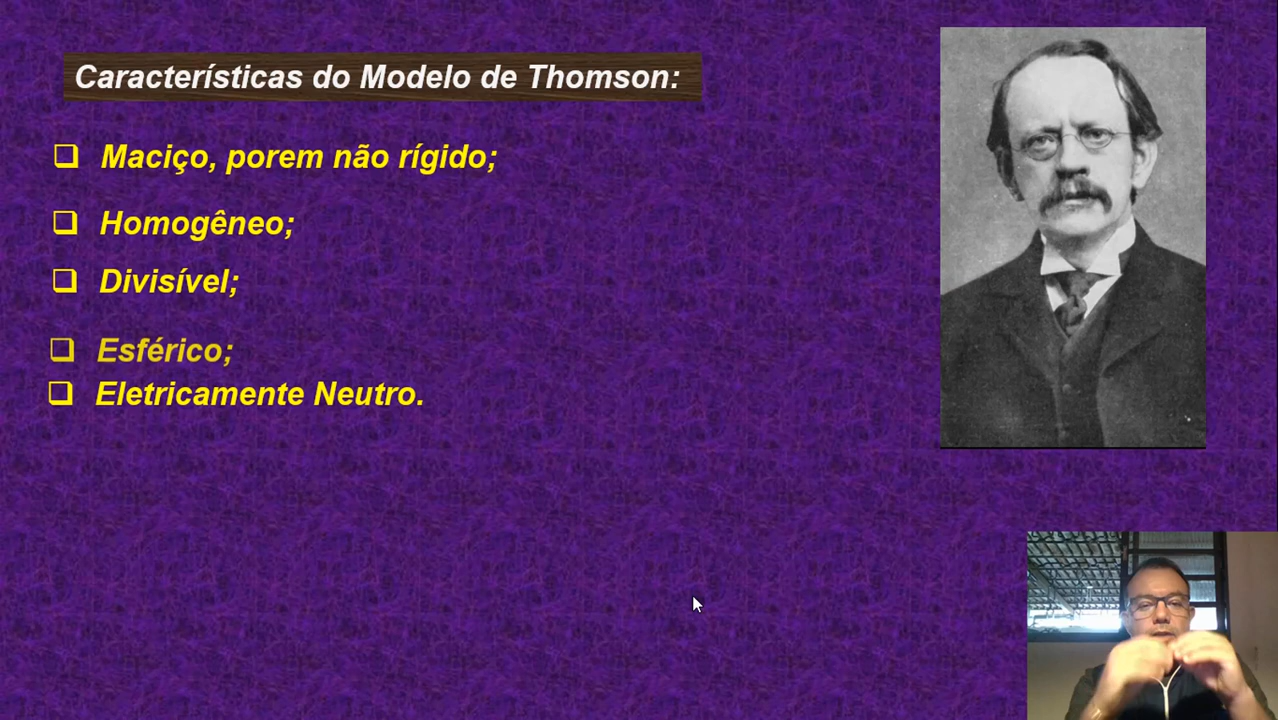 Características do Modelo de Thomson:
Maciço, porem não rígido;
Homogêneo;
Divisível;
Esférico;
Eletricamente Neutro.